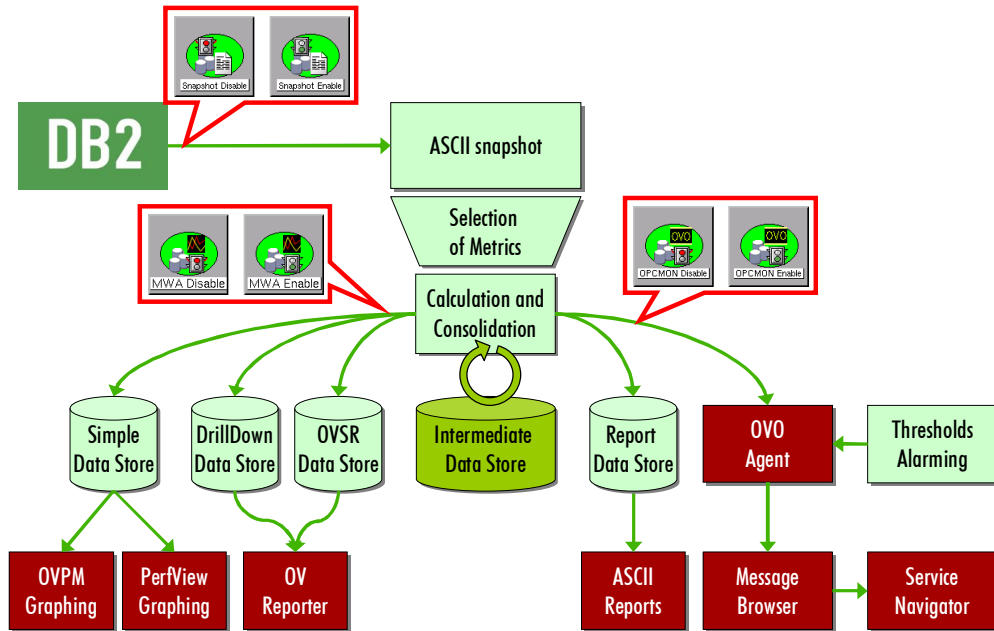 Snapshot Disable
Snapshot Enable
DB2
ASCII snapshot
Selection
of Metrics
MWA Disable
MWA Enable
OVO
OPCMON Disable
OVO
OPCMON Enable
Calculation and
Consolidation
Simple
Data Store
DrillDown
Data Store
OVSR
Data Store
Intermediate
Data Store
Report
Data Store
OVO
Agent
Thresholds
Alarming
OVPM
Graphing
PerfView
Graphing
OV
Reporter
ASCII
Reports
Message
Browser
Service
Navigator